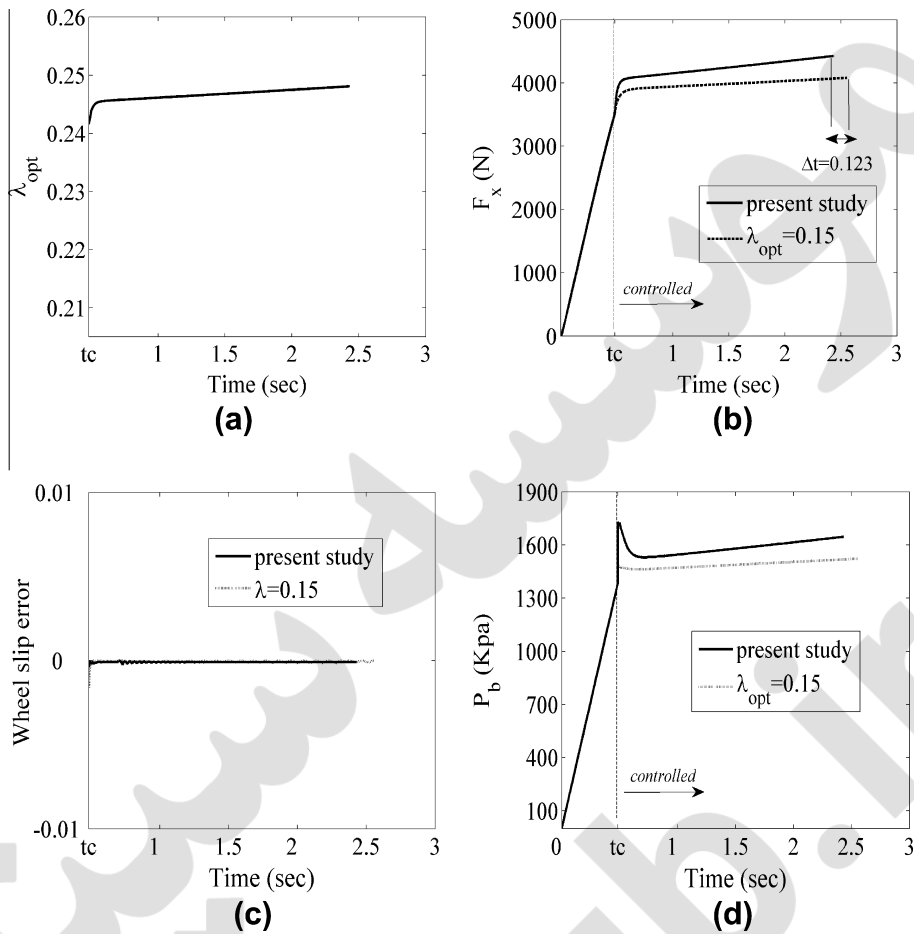 0.26
0.25
0.24
0.23
0.22
0.21
λopt
tc 1 1.5 2 2.5 3
Time (sec)
(a)
5000
4000
3000
2000
1000
0
F x (N)
Δt=0.123
present study
λopt=0.15
controlled
tc 1 1.5 2 2.5 3
Time (sec)
(b)
0.01
0
-0.01
Wheel slip error
present study
λ=0.15
tc 1 1.5 2 2.5 3
Time (sec)
(c)
1900
1600
1300
1000
700
400
100
P b (Kpa)
present study
λopt=0.15
controlled
0 tc 1 1.5 2 2.5 3
Time (sec)
(d)